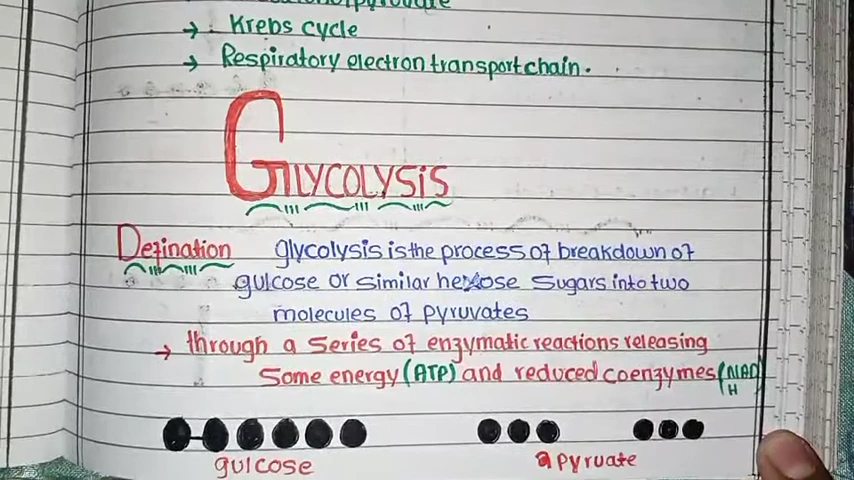 → Krebs cycle
→ Respiratory electron transport chain.
GLYCOLYSIS
Defination glycolysis is the process of breakdown of
gulcose or similar hexose sugars into two
molecules of pyruvates
→ through a series of enzymatic reactions releasing
some energy (ATP) and reduced coenzymes (NAD
H
gulcose
2 pyruate